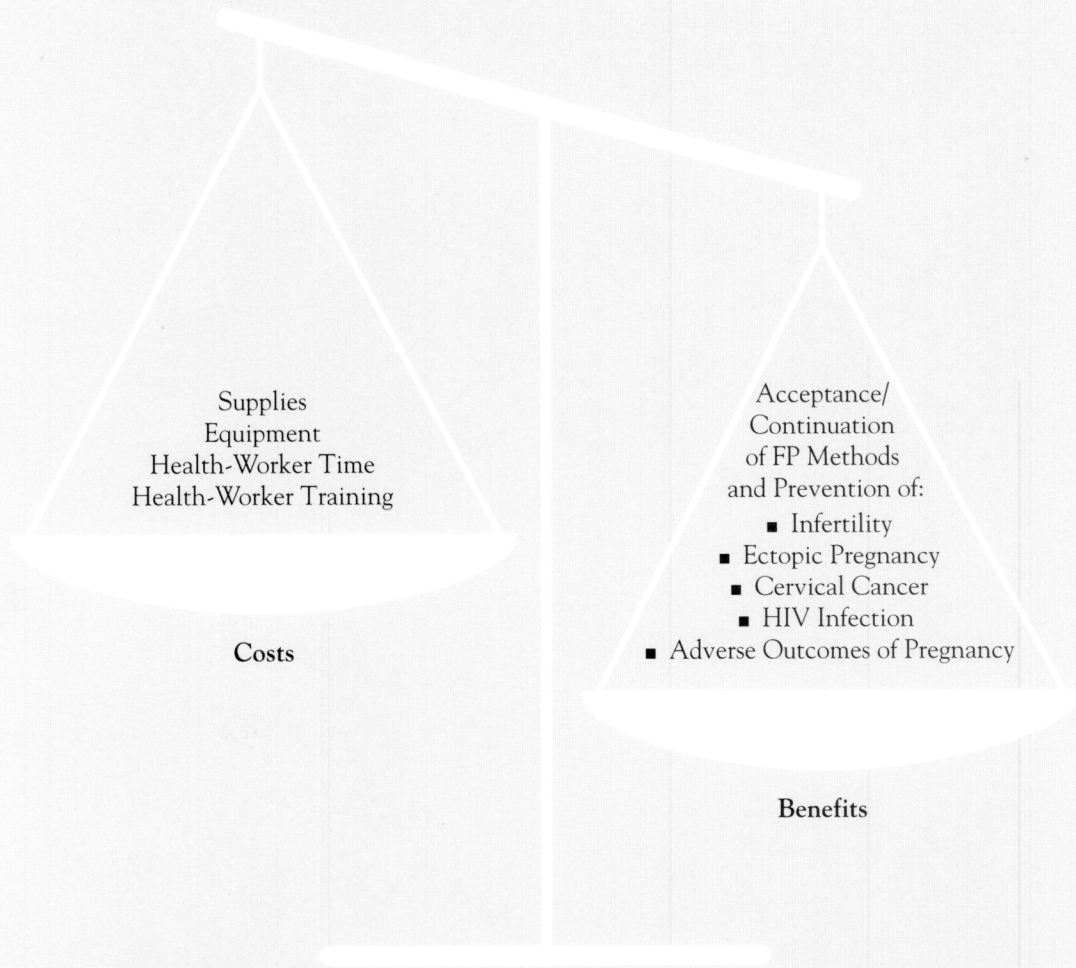 Supplies
Equipment
Health-Worker Time
Health-Worker Training
Costs
Acceptance/
Continuation
of FP Methods
and Prevention of:
▪ Infertility
▪ Ectopic Pregnancy
▪ Cervical Cancer
▪ HIV Infection
▪ Adverse Outcomes of Pregnancy
Benefits